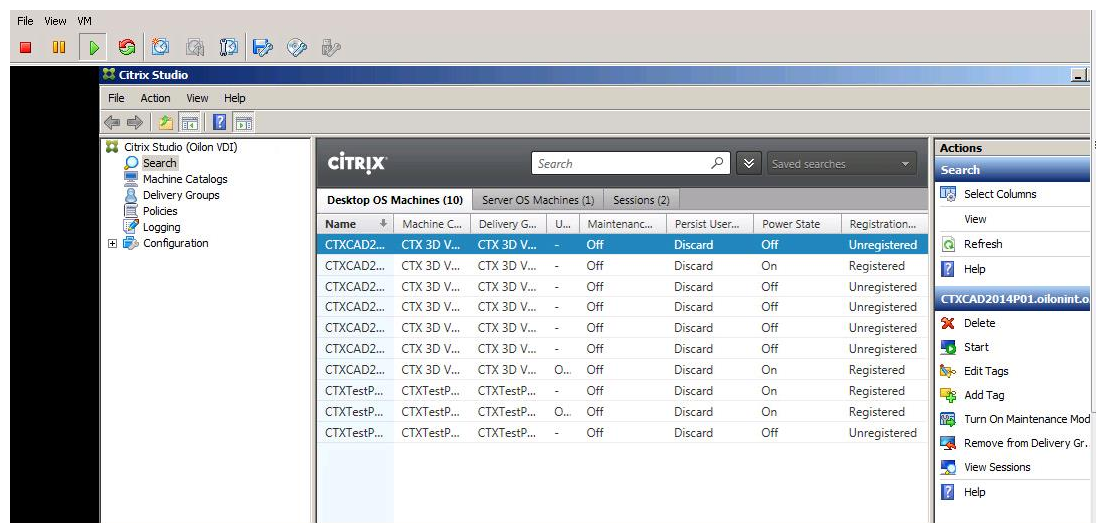 File View VM
Citrix Studio
File Action View Help
Citrix Studio (Oilon VDI)
Search
Machine Catalogs
Delivery Groups
Policies
Logging
Configuration
CITRIX
Search
Saved searches
Desktop OS Machines (10) Server OS Machines (1) Sessions (2)
Name Machine C... Delivery G... U... Maintenanc... Persist User... Power State Registration...
CTXCAD2... CTX 3D V... CTX 3D V... - Off Discard Off Unregistered
CTXCAD2... CTX 3D V... CTX 3D V... - Off Discard On Registered
CTXCAD2... CTX 3D V... CTX 3D V... - Off Discard Off Unregistered
CTXCAD2... CTX 3D V... CTX 3D V... - Off Discard Off Unregistered
CTXCAD2... CTX 3D V... CTX 3D V... - Off Discard Off Unregistered
CTXCAD2... CTX 3D V... CTX 3D V... - Off Discard Off Unregistered
CTXCAD2... CTX 3D V... CTX 3D V... O... Off Discard On Registered
CTXTestP... CTXTestP... CTXTestP... - Off Discard On Registered
CTXTestP... CTXTestP... CTXTestP... O... Off Discard On Registered
CTXTestP... CTXTestP... CTXTestP... - Off Discard Off Unregistered
Actions
Search
Select Columns
View
Refresh
Help
CTXCAD2014P01.oilonint.o
Delete
Start
Edit Tags
Add Tag
Turn On Maintenance Mod
Remove from Delivery Gr.
View Sessions
Help